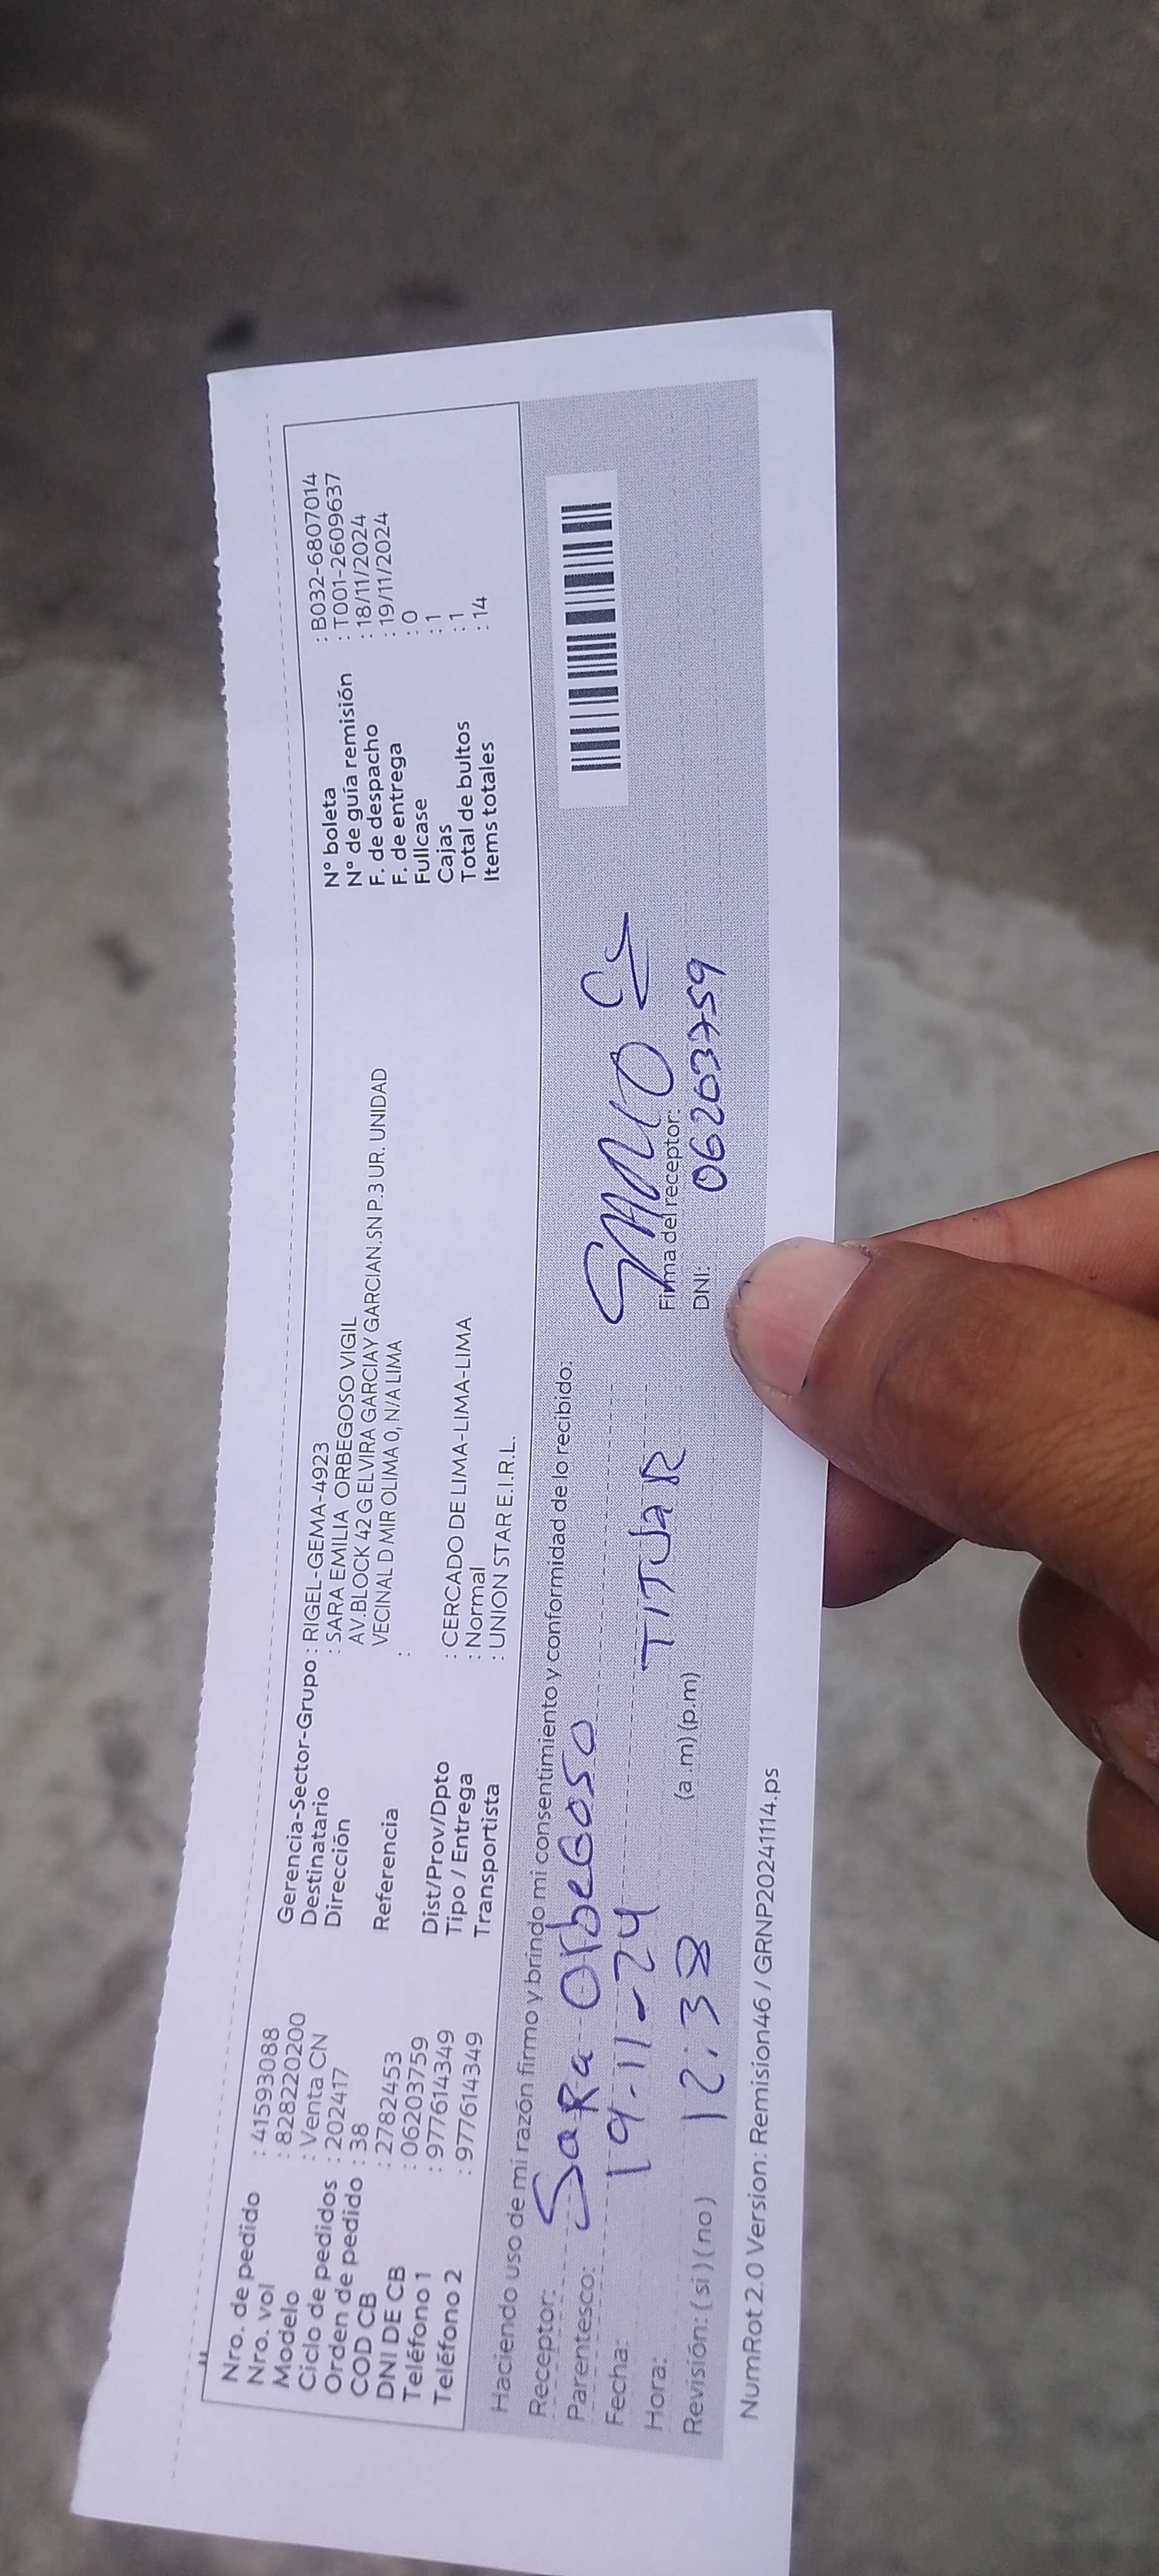 Nro. de pedido : 41593088
Nro. vol : 828220200
Modelo : Venta CN
Ciclo de pedidos : 202417
Orden de pedido : 38
COD CB : 2782453
DNI DE CB : 06203759
Teléfono 1 : 977614349
Teléfono 2 : 977614349
Gerencia-Sector-Grupo : RIGEL-GEMA-4923
Destinatario : SARA EMILIA ORBEGOSO VIGIL
Dirección AV.BLOCK 42 G ELVIRA GARCIAY GARCIAN.SN P.3 UR. UNIDAD
VECINAL D MIR OLIMA 0, N/A LIMA
Referencia :
Dist/Prov/Dpto : CERCADO DE LIMA-LIMA-LIMA
Tipo / Entrega : Normal
Transportista : UNION STAR E.I.R.L.
N° boleta : B032-6807014
N° de guía remisión : T001-2609637
F. de despacho : 18/11/2024
F. de entrega : 19/11/2024
Fullcase : 0
Cajas : 1
Total de bultos : 1
Items totales : 14
Haciendo uso de mi razón firmo y brindo mi consentimiento y conformidad de lo recibido:
Receptor: SaRa Orbegoso
Parentesco: TITUaR
Fecha: 19-11-24
Hora: 12:38 (a .m) (p.m)
Revisión: ( si ) ( no )
Firma del receptor:
DNI: 06203759
NumRot 2.0 Version: Remision46 / GRNP20241114.ps